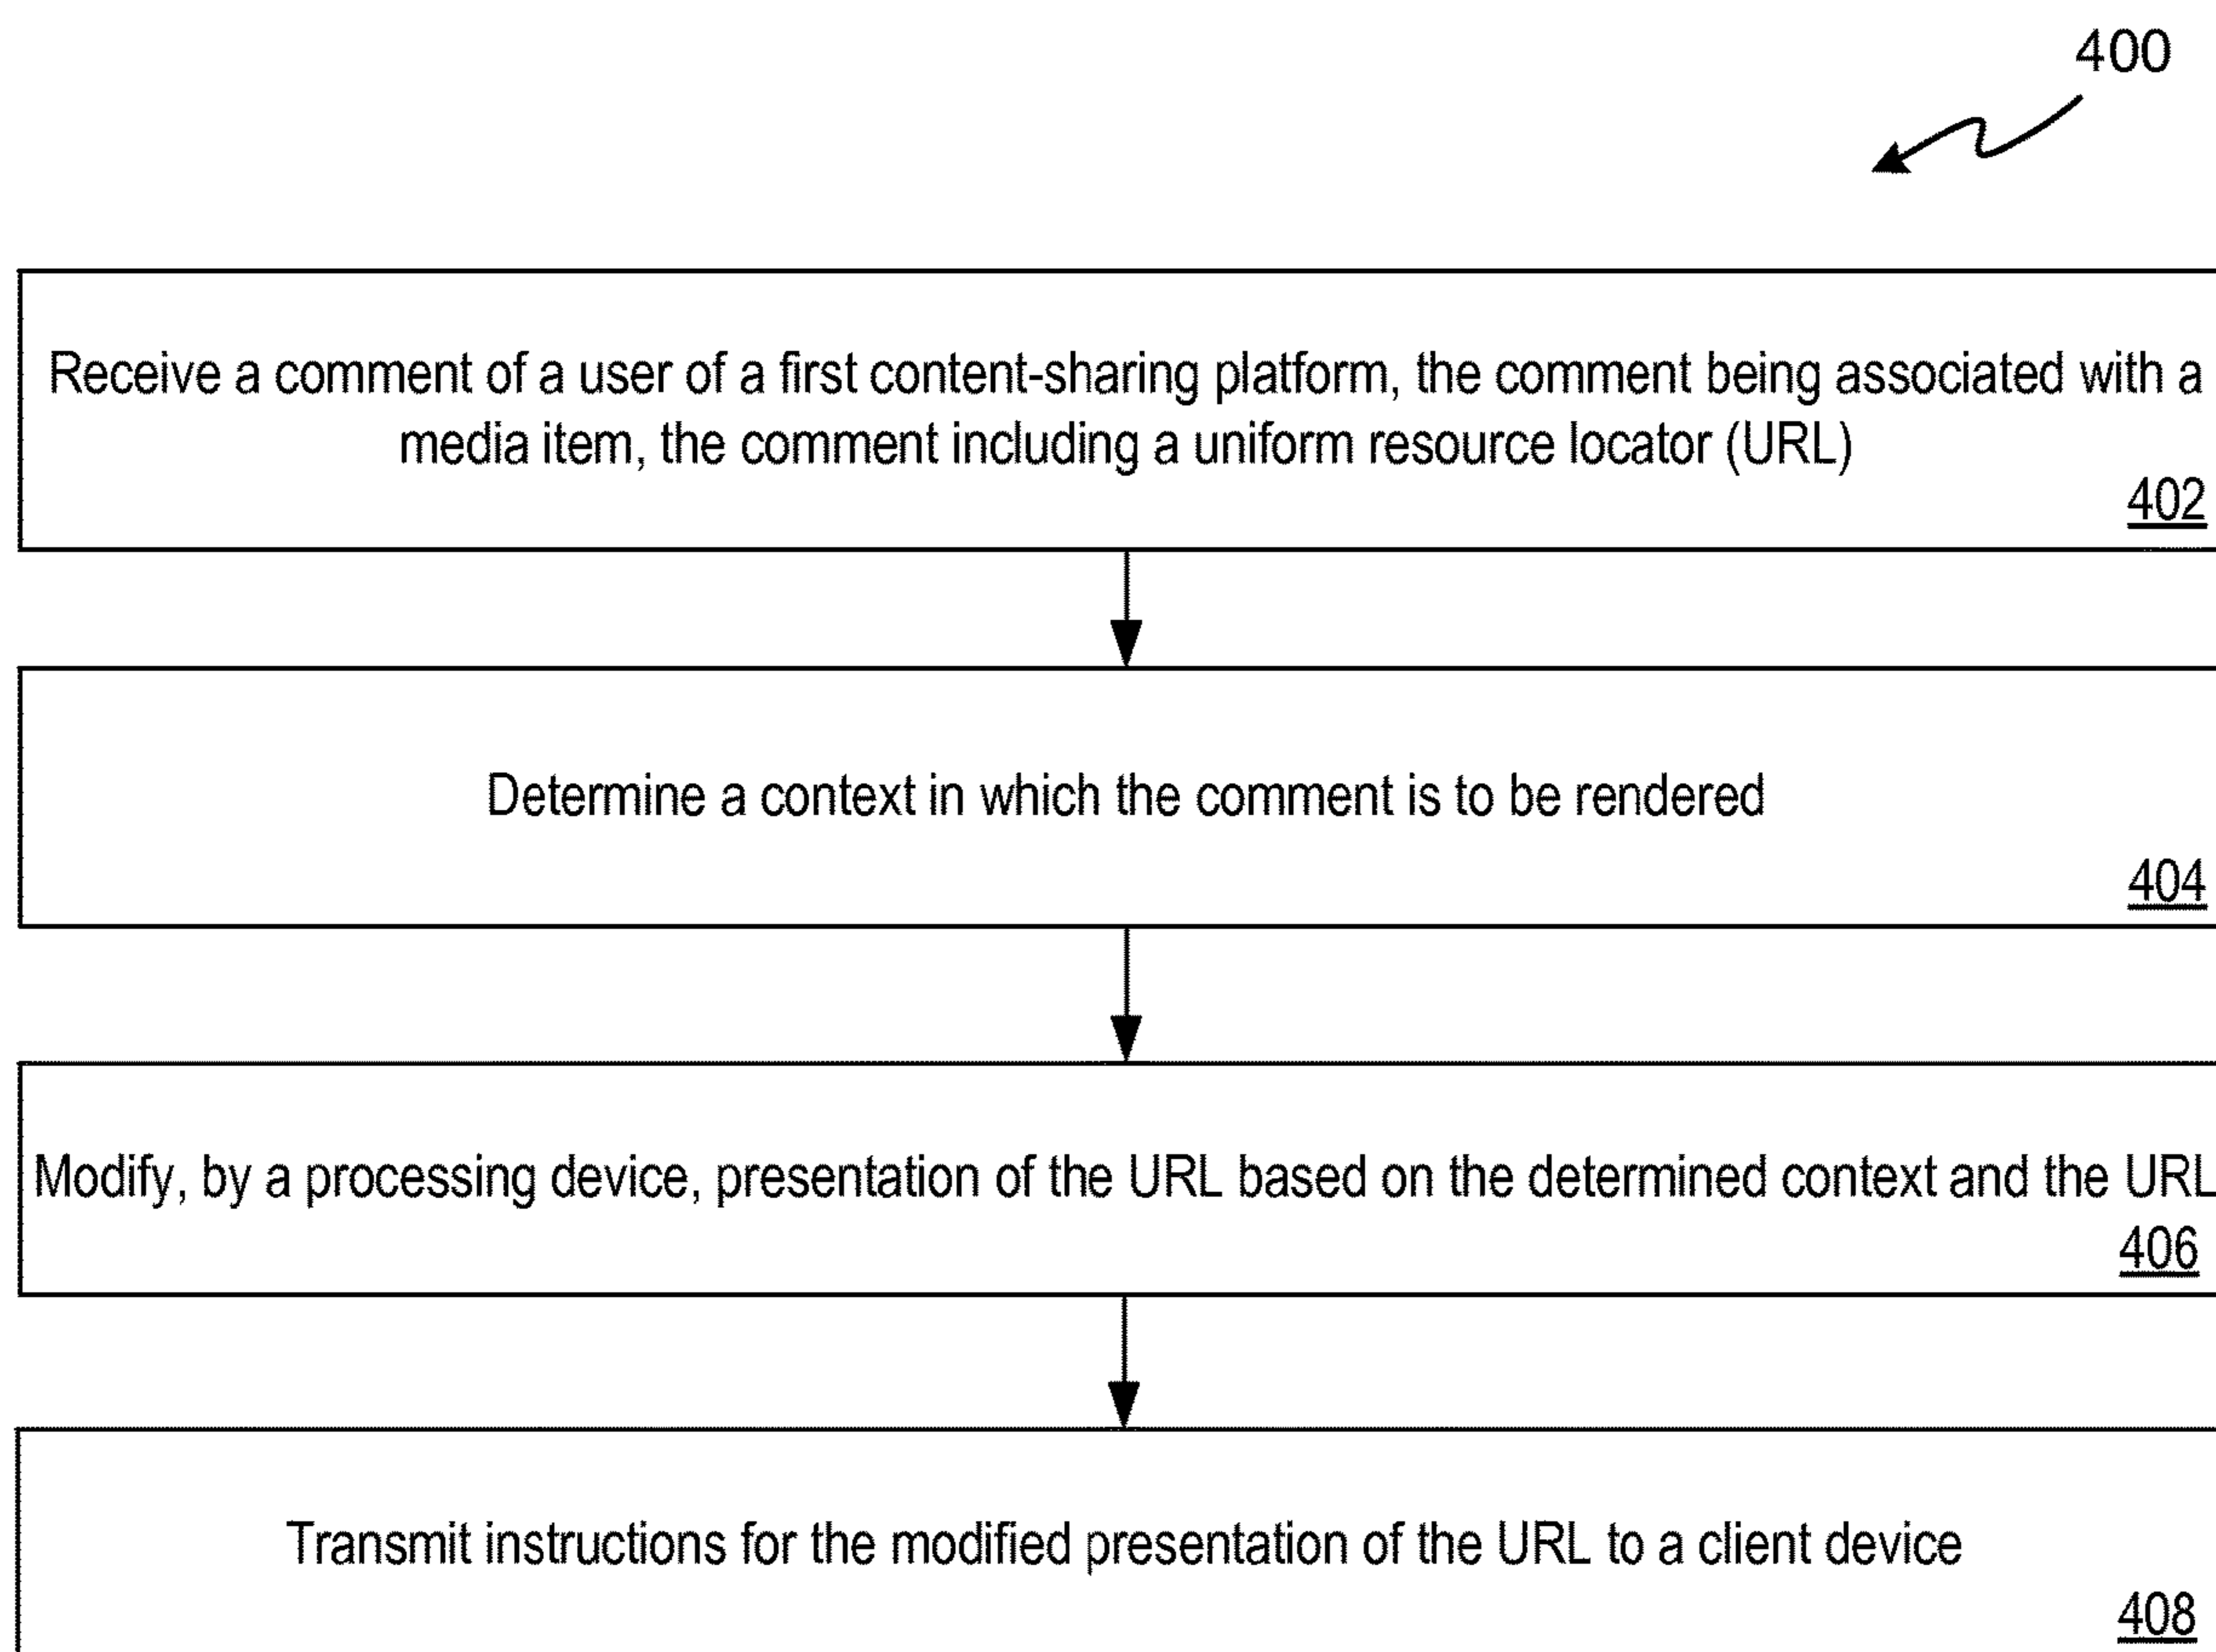 400
Receive a comment of a user of a first content-sharing platform, the comment being associated with a
media item, the comment including a uniform resource locator (URL)
402
Determine a context in which the comment is to be rendered
404
Modify, by a processing device, presentation of the URL based on the determined context and the URL
406
Transmit instructions for the modified presentation of the URL to a client device
408